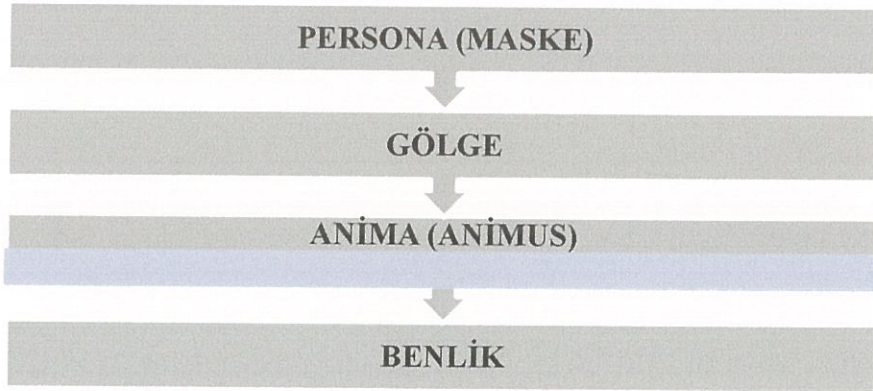 PERSONA (MASKE)
GÖLGE
ANİMA (ANİMUS)
BENLİK